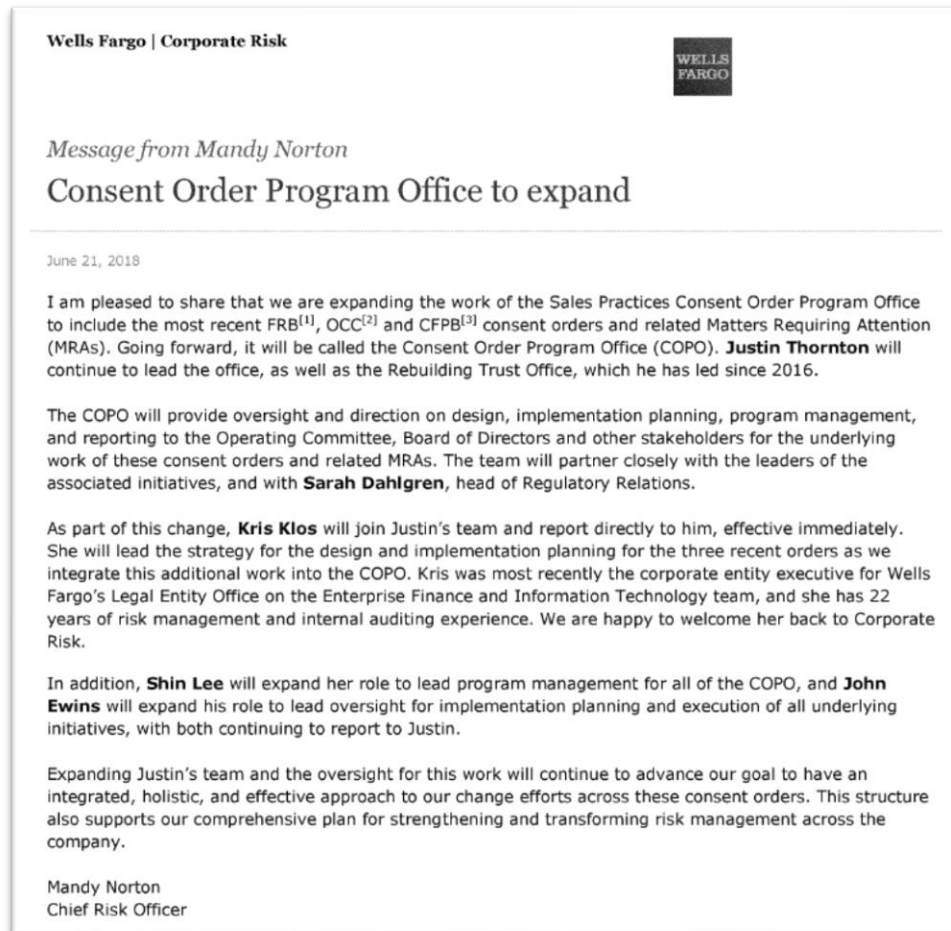 Wells Fargo | Corporate Risk
WELLS
FARGO
Message from Mandy Norton
Consent Order Program Office to expand
June 21, 2018
I am pleased to share that we are expanding the work of the Sales Practices Consent Order Program Office
to include the most recent FRB[1], OCC[2] and CFPB[3] consent orders and related Matters Requiring Attention
(MRAs). Going forward, it will be called the Consent Order Program Office (COPO). Justin Thornton will
continue to lead the office, as well as the Rebuilding Trust Office, which he has led since 2016.
The COPO will provide oversight and direction on design, implementation planning, program management,
and reporting to the Operating Committee, Board of Directors and other stakeholders for the underlying
work of these consent orders and related MRAs. The team will partner closely with the leaders of the
associated initiatives, and with Sarah Dahlgren, head of Regulatory Relations.
As part of this change, Kris Klos will join Justin's team and report directly to him, effective immediately.
She will lead the strategy for the design and implementation planning for the three recent orders as we
integrate this additional work into the COPO. Kris was most recently the corporate entity executive for Wells
Fargo's Legal Entity Office on the Enterprise Finance and Information Technology team, and she has 22
years of risk management and internal auditing experience. We are happy to welcome her back to Corporate
Risk.
In addition, Shin Lee will expand her role to lead program management for all of the COPO, and John
Ewins will expand his role to lead oversight for implementation planning and execution of all underlying
initiatives, with both continuing to report to Justin.
Expanding Justin's team and the oversight for this work will continue to advance our goal to have an
integrated, holistic, and effective approach to our change efforts across these consent orders. This structure
also supports our comprehensive plan for strengthening and transforming risk management across the
company.
Mandy Norton
Chief Risk Officer